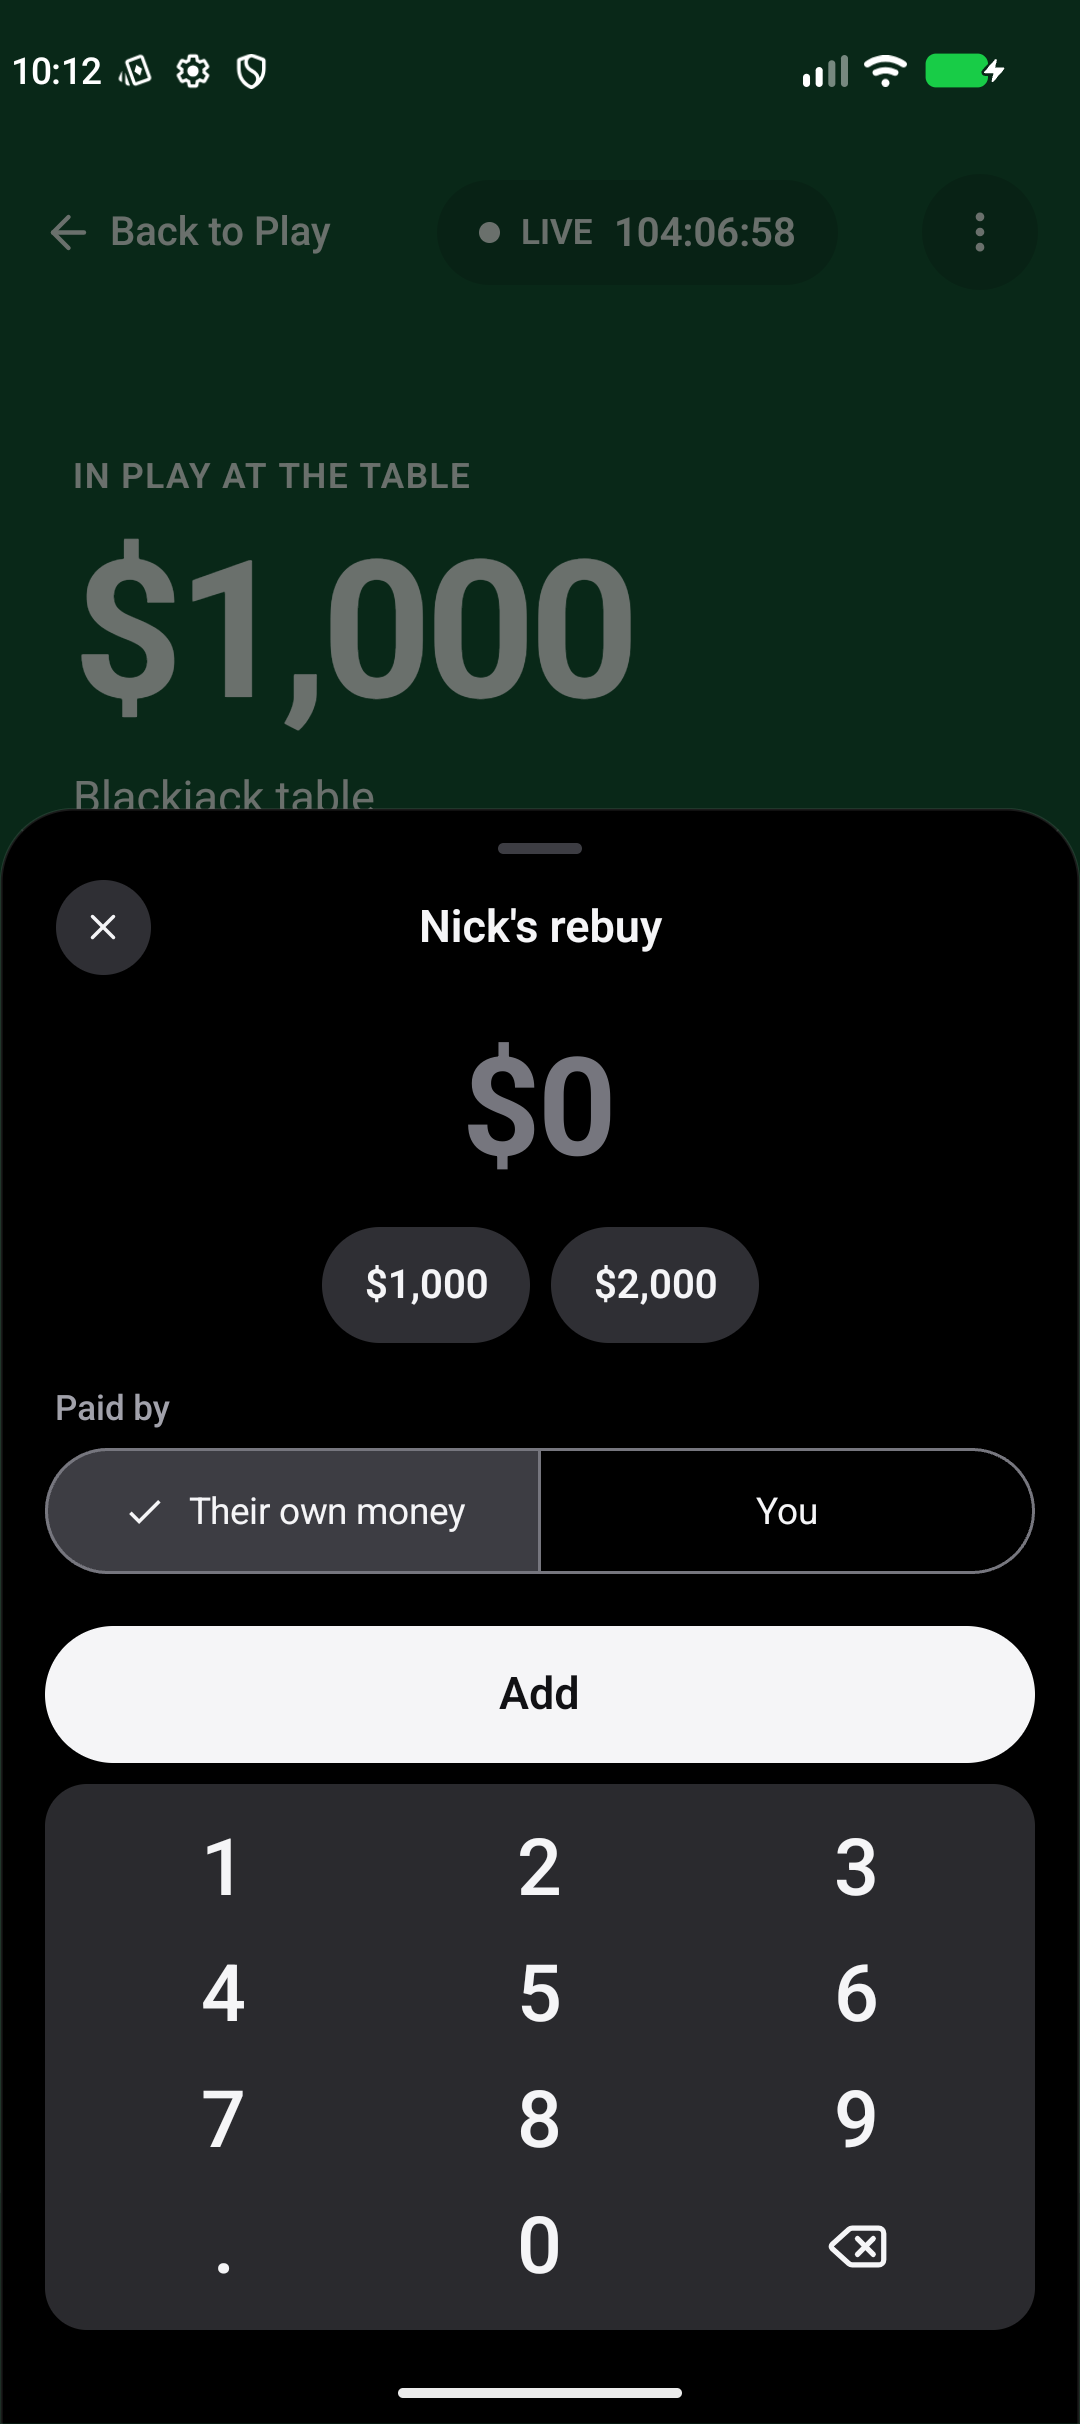 10:12
Back to Play
LIVE 104:06:58
IN PLAY AT THE TABLE
$1,000
Blackjack table
Nick's rebuy
$0
$1,000 $2,000
Paid by
Their own money You
Add
1 2 3
4 5 6
7 8 9
. 0